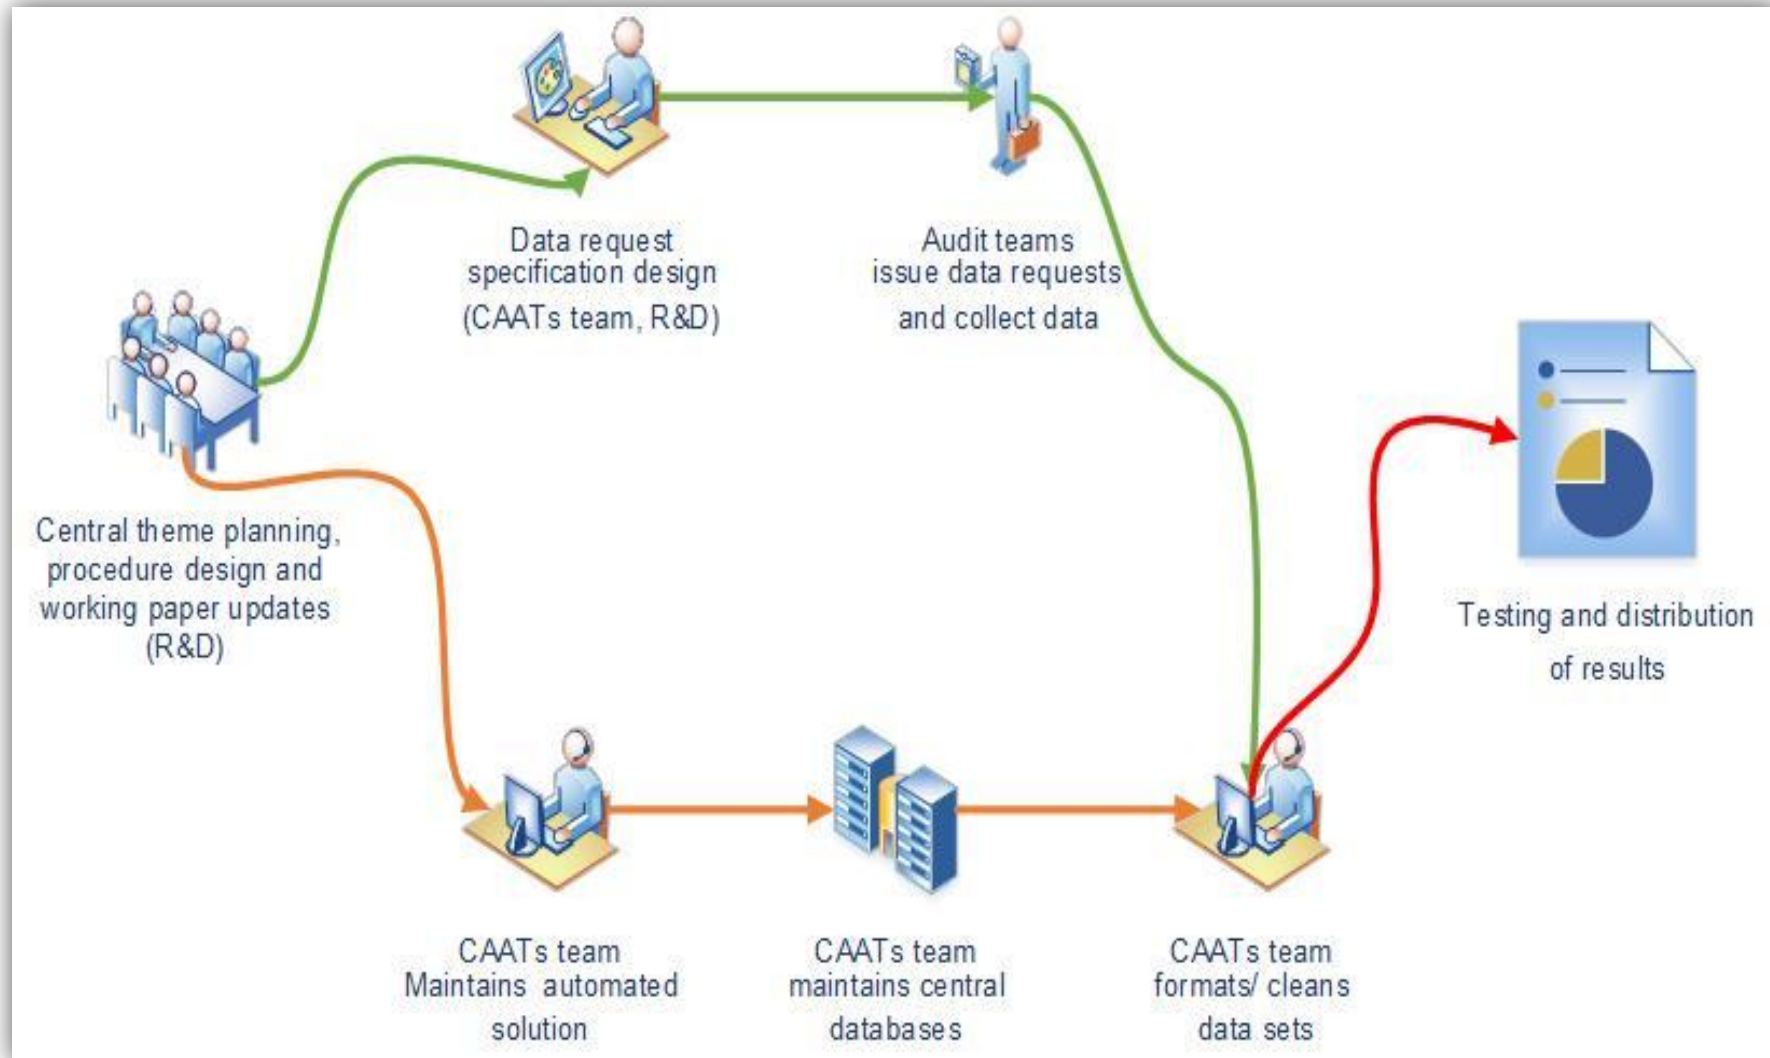 Data request
specification design
(CAATs team, R&D)
Audit teams
issue data requests
and collect data
Central theme planning,
procedure design and
working paper updates
(R&D)
Testing and distribution
of results
CAATs team
Maintains automated
solution
CAATs team
maintains central
databases
CAATs team
formats/ cleans
data sets